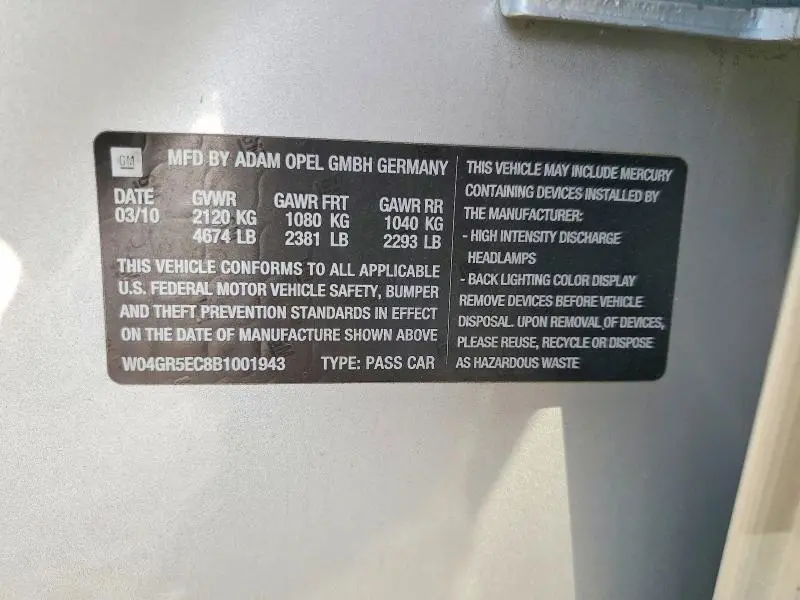 GM
MFD BY ADAM OPEL GMBH GERMANY
DATE GVWR GAWR FRT GAWR RR
03/10 2120 KG 1080 KG 1040 KG
4674 LB 2381 LB 2293 LB
THIS VEHICLE CONFORMS TO ALL APPLICABLE
U.S. FEDERAL MOTOR VEHICLE SAFETY, BUMPER
AND THEFT PREVENTION STANDARDS IN EFFECT
ON THE DATE OF MANUFACTURE SHOWN ABOVE
W04GR5EC8B1001943 TYPE: PASS CAR
THIS VEHICLE MAY INCLUDE MERCURY
CONTAINING DEVICES INSTALLED BY
THE MANUFACTURER:
- HIGH INTENSITY DISCHARGE
HEADLAMPS
- BACK LIGHTING COLOR DISPLAY
REMOVE DEVICES BEFORE VEHICLE
DISPOSAL. UPON REMOVAL OF DEVICES,
PLEASE REUSE, RECYCLE OR DISPOSE
AS HAZARDOUS WASTE